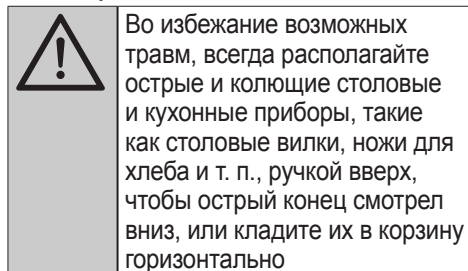 Во избежание возможных
травм, всегда располагайте
острые и колющие столовые
и кухонные приборы, такие
как столовые вилки, ножи для
хлеба и т. п., ручкой вверх,
чтобы острый конец смотрел
вниз, или кладите их в корзину
горизонтально